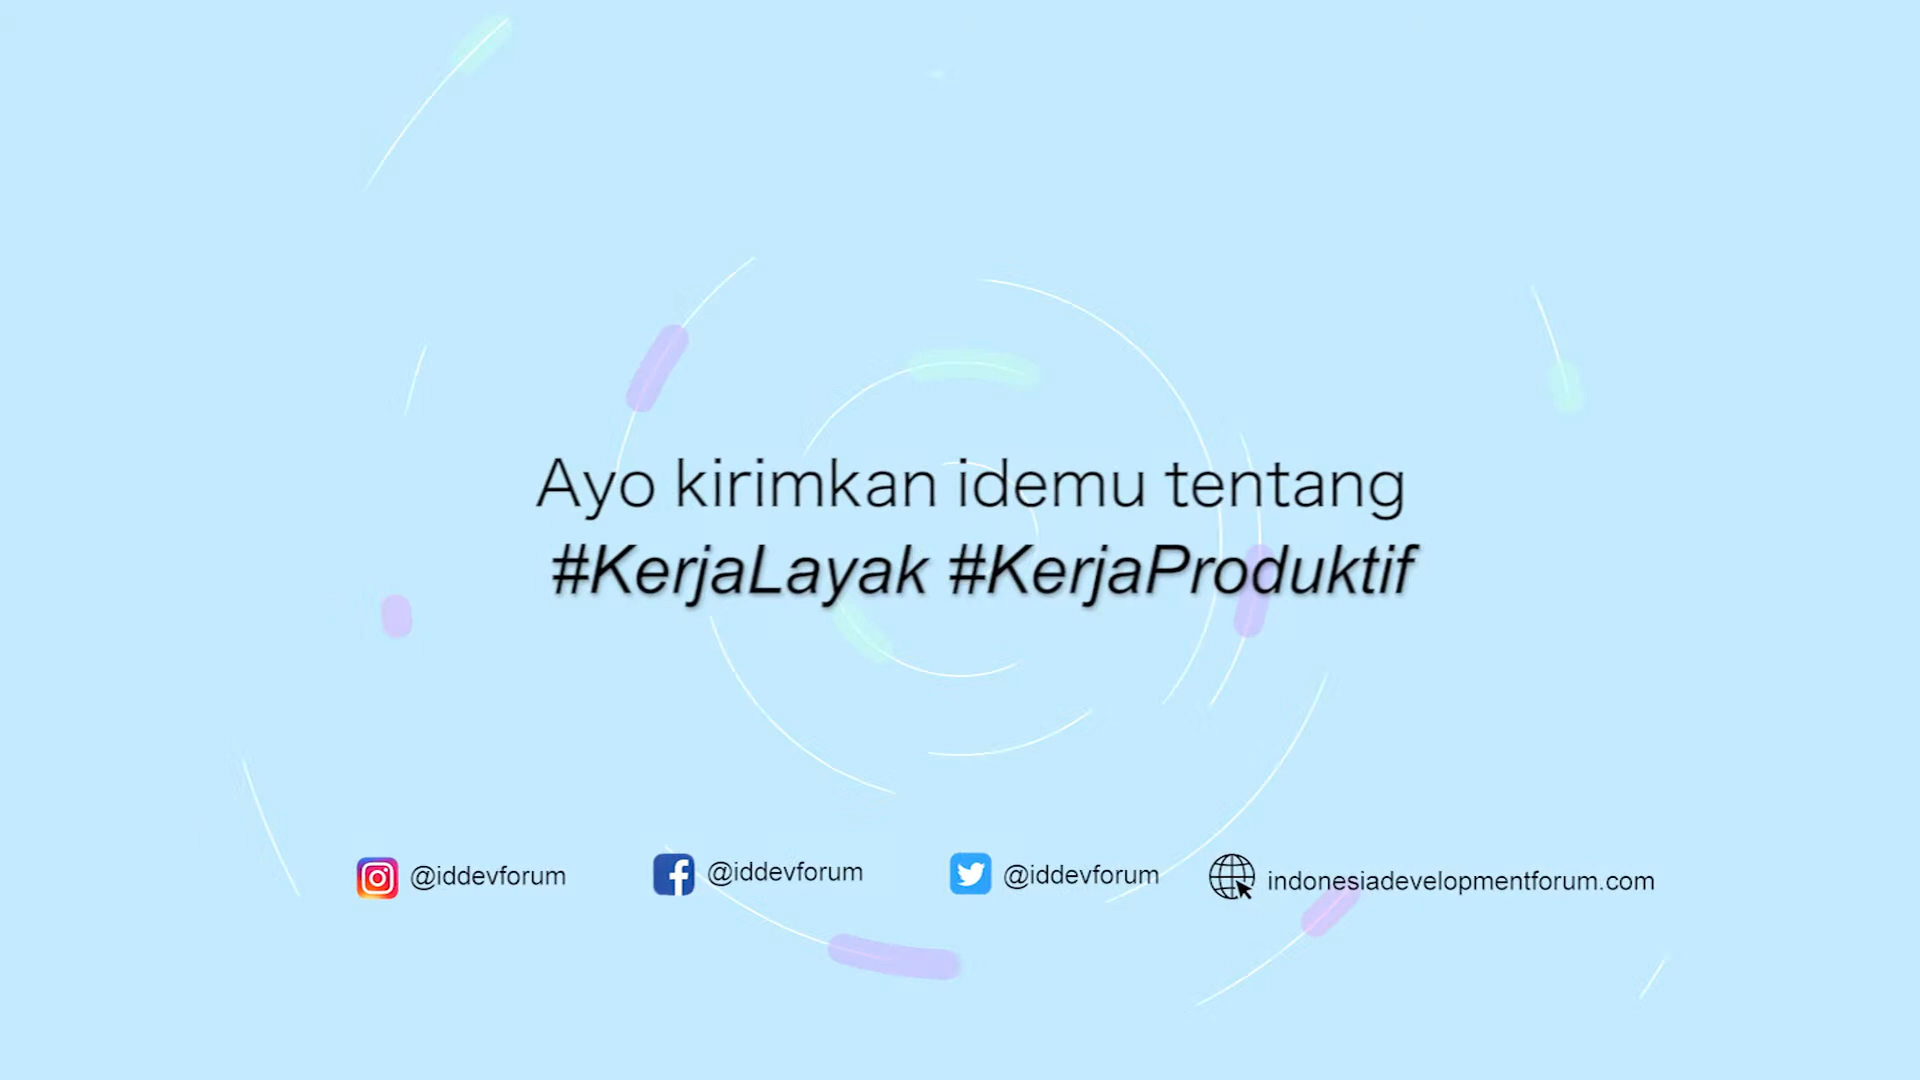 Ayo kirimkan idemu tentang
#KerjaLayak #KerjaProduktif
@iddevforum
@iddevforum
@iddevforum
indonesiadevelopmentforum.com